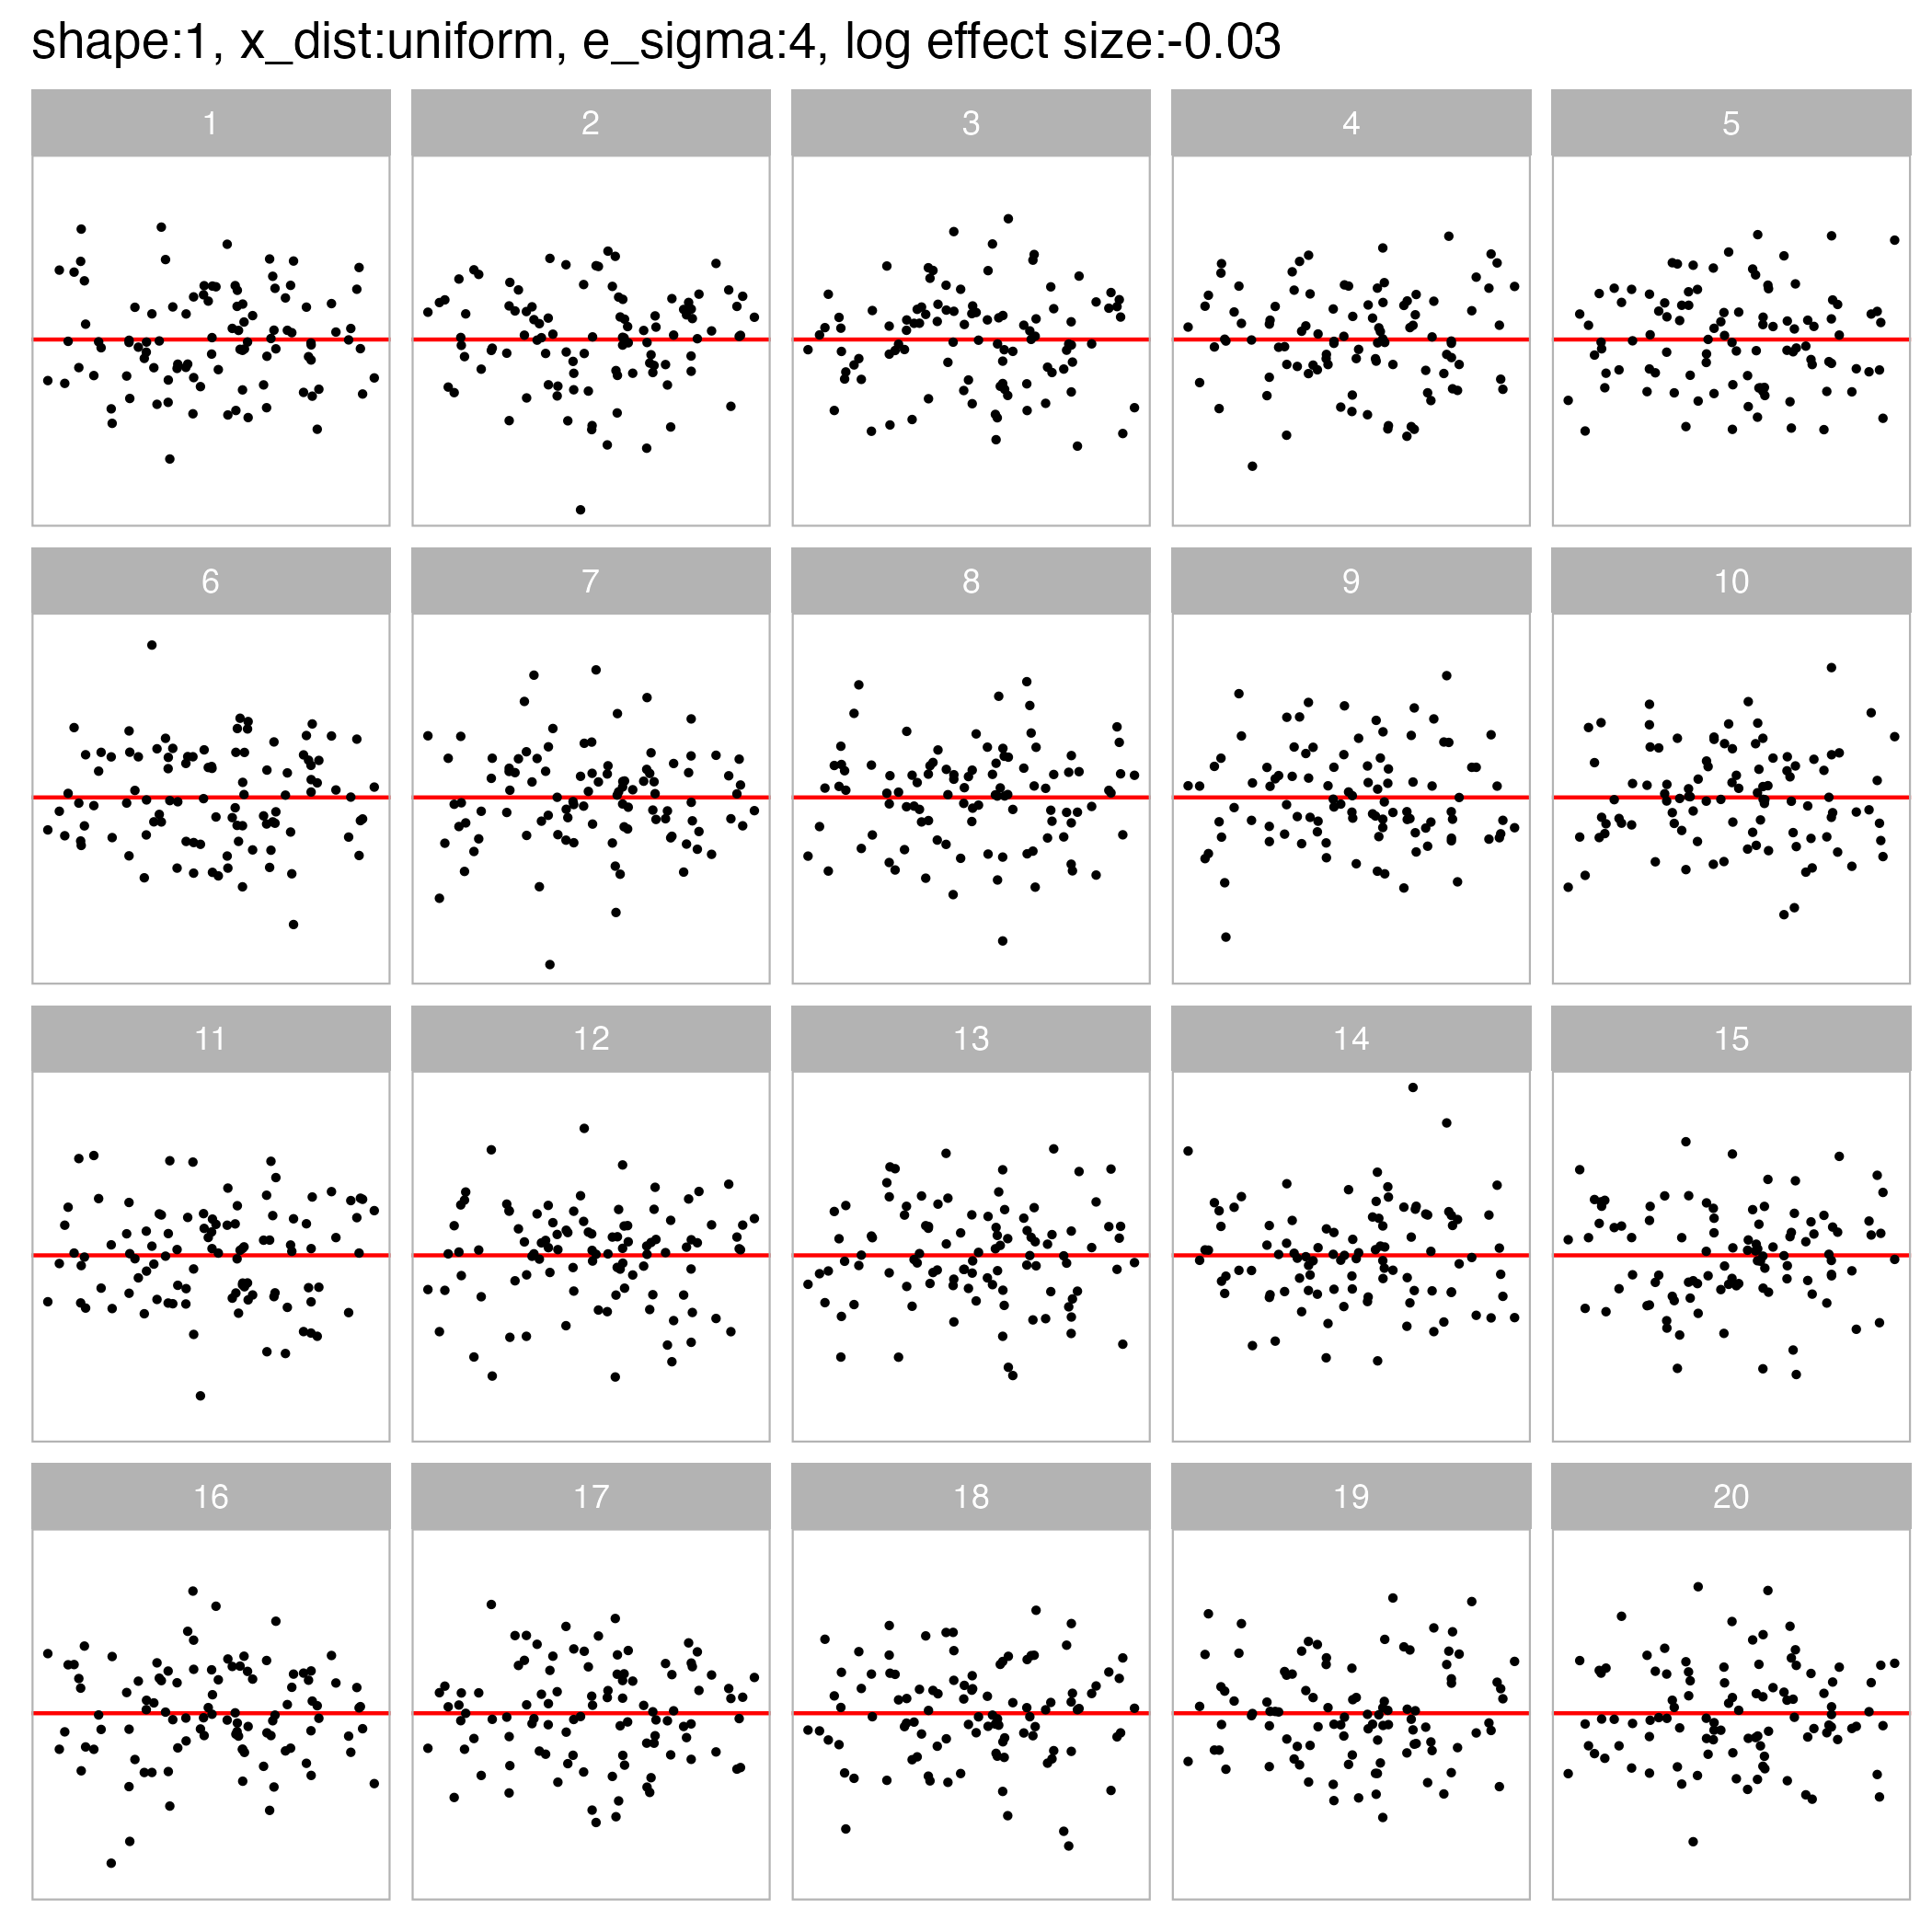 shape:1, x_dist:uniform, e_sigma:4, log effect size:-0.03
1 2 3 4 5
6 7 8 9 10
11 12 13 14 15
16 17 18 19 20